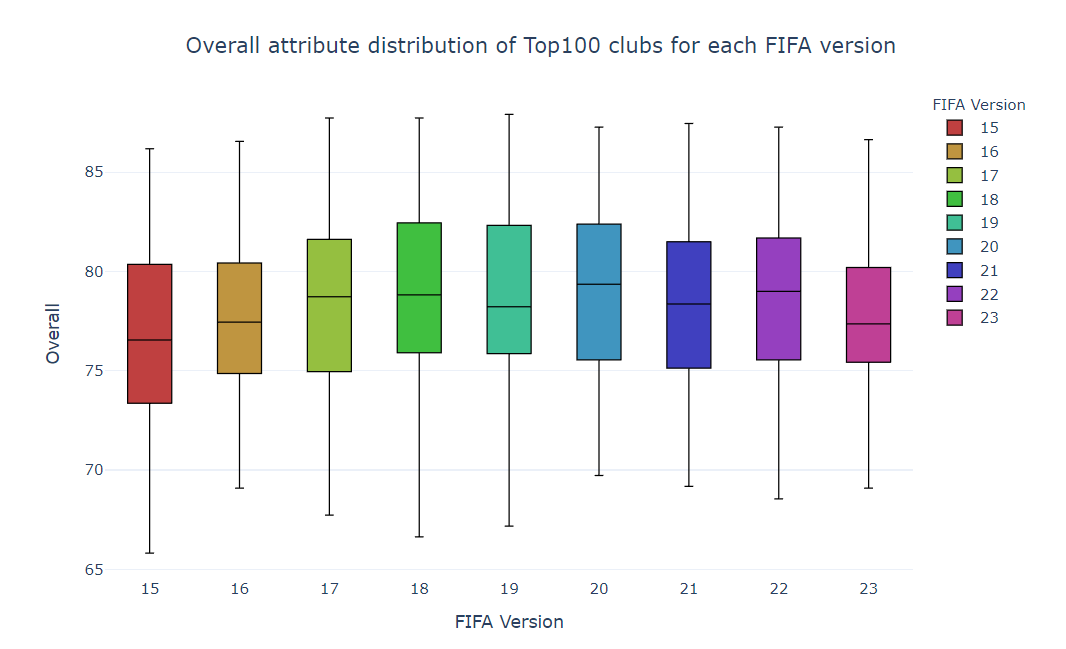 Overall attribute distribution of Top100 clubs for each FIFA version
FIFA Version
15
16
17
18
19
20
21
22
23
Overall
85
80
75
70
65
15 16 17 18 19 20 21 22 23
FIFA Version